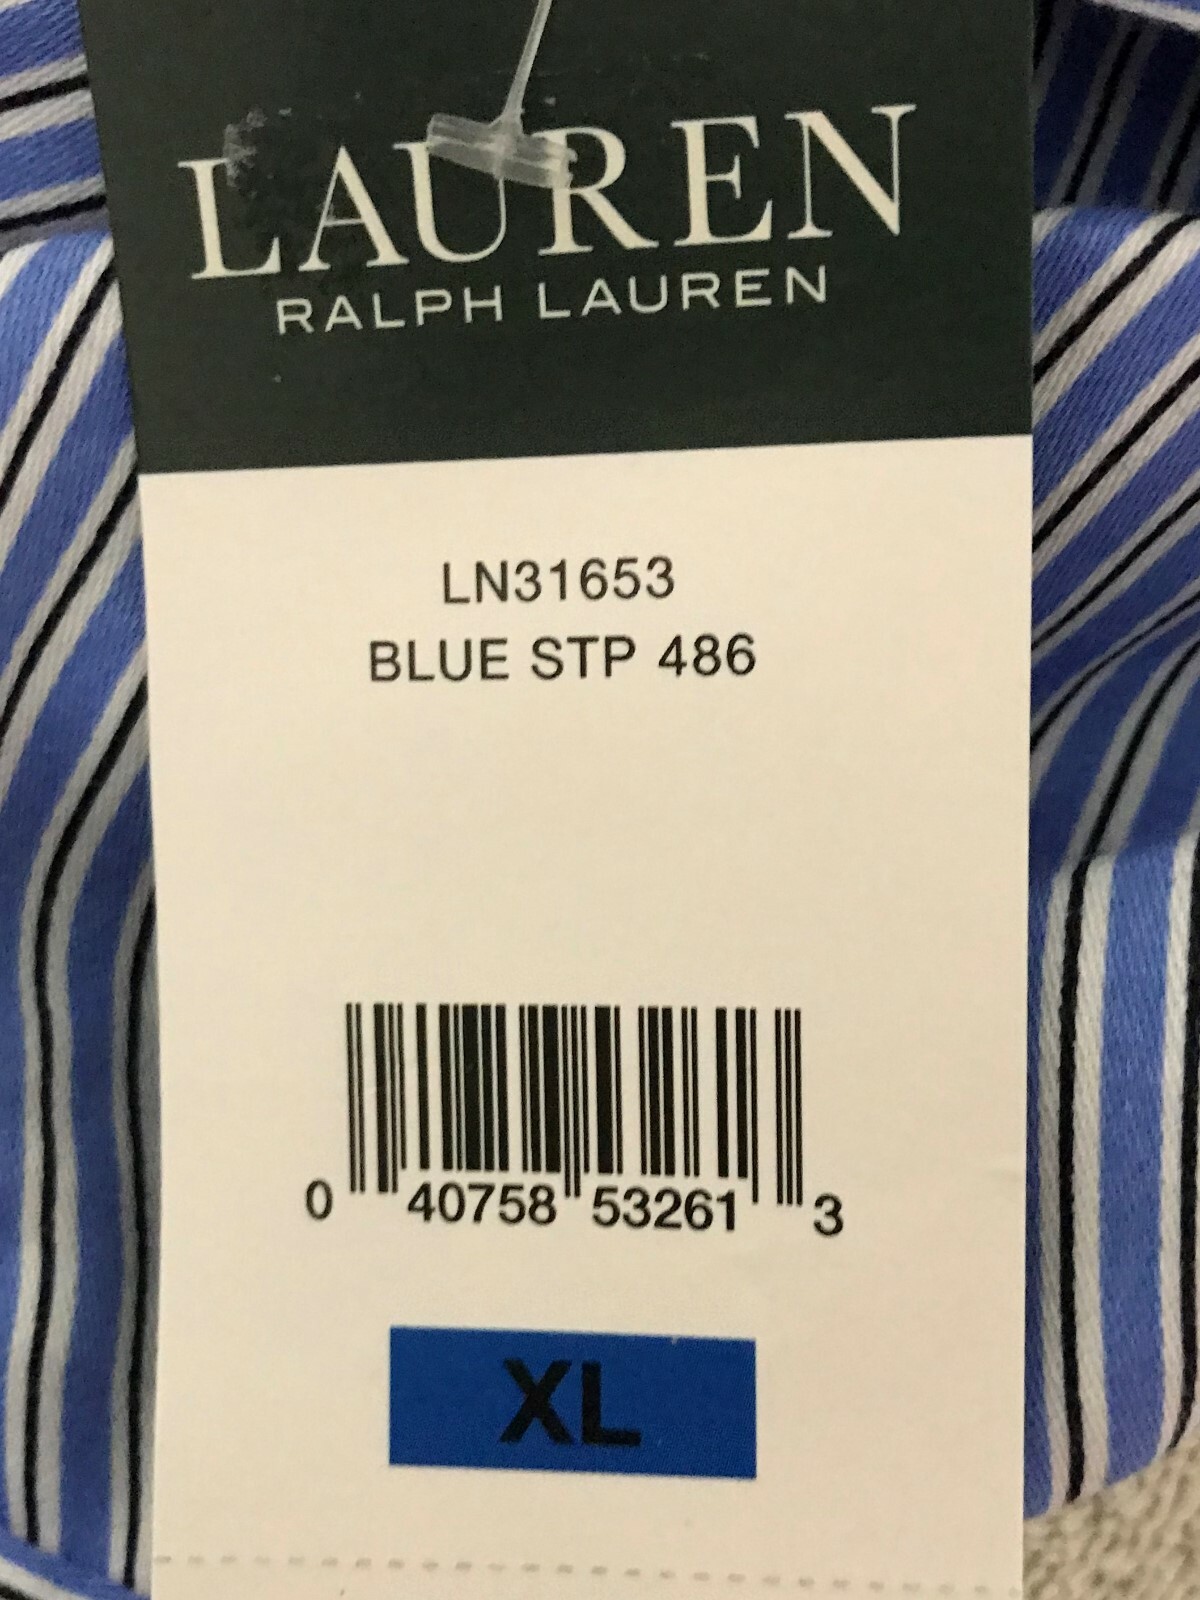 LAUREN
RALPH LAUREN
LN31653
BLUE STP 486
0 40758 53261 3
XL